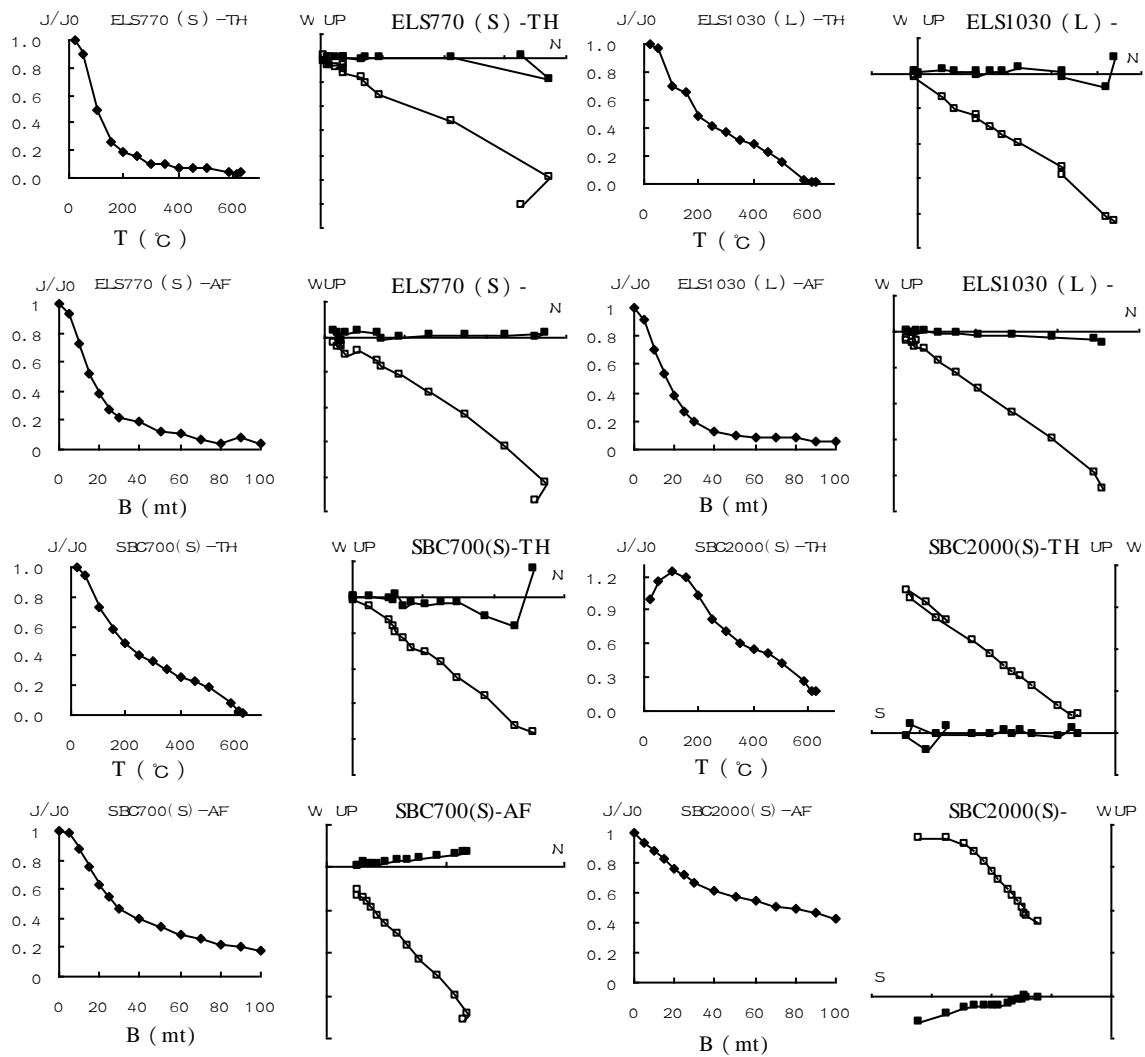 J/J0 ELS770(S)-TH
W UP ELS770 (S) -TH
N
1.0
0.8
0.6
0.4
0.2
0.0
0 200 400 600
T (℃)
J/J0 ELS1030(L)-TH
W UP ELS1030 (L) -
N
1.0
0.8
0.6
0.4
0.2
0.0
0 200 400 600
T (℃)
J/J0 ELS770(S)-AF
W UP ELS770 (S) -
N
1
0.8
0.6
0.4
0.2
0
0 20 40 60 80 100
B (mt)
J/J0 ELS1030(L)-AF
W UP ELS1030 (L) -
N
1
0.8
0.6
0.4
0.2
0
0 20 40 60 80 100
B (mt)
J/J0 SBC700(S)-TH
W UP SBC700(S)-TH
N
1.0
0.8
0.6
0.4
0.2
0.0
0 200 400 600
T (℃)
J/J0 SBC2000(S)-TH
SBC2000(S)-TH UP W
S
1.2
0.9
0.6
0.3
0.0
0 200 400 600
T (℃)
J/J0 SBC700(S)-AF
W UP SBC700(S)-AF
N
1
0.8
0.6
0.4
0.2
0
0 20 40 60 80 100
B (mt)
J/J0 SBC2000(S)-AF
SBC2000(S)- W UP
S
1
0.8
0.6
0.4
0.2
0
0 20 40 60 80 100
B (mt)